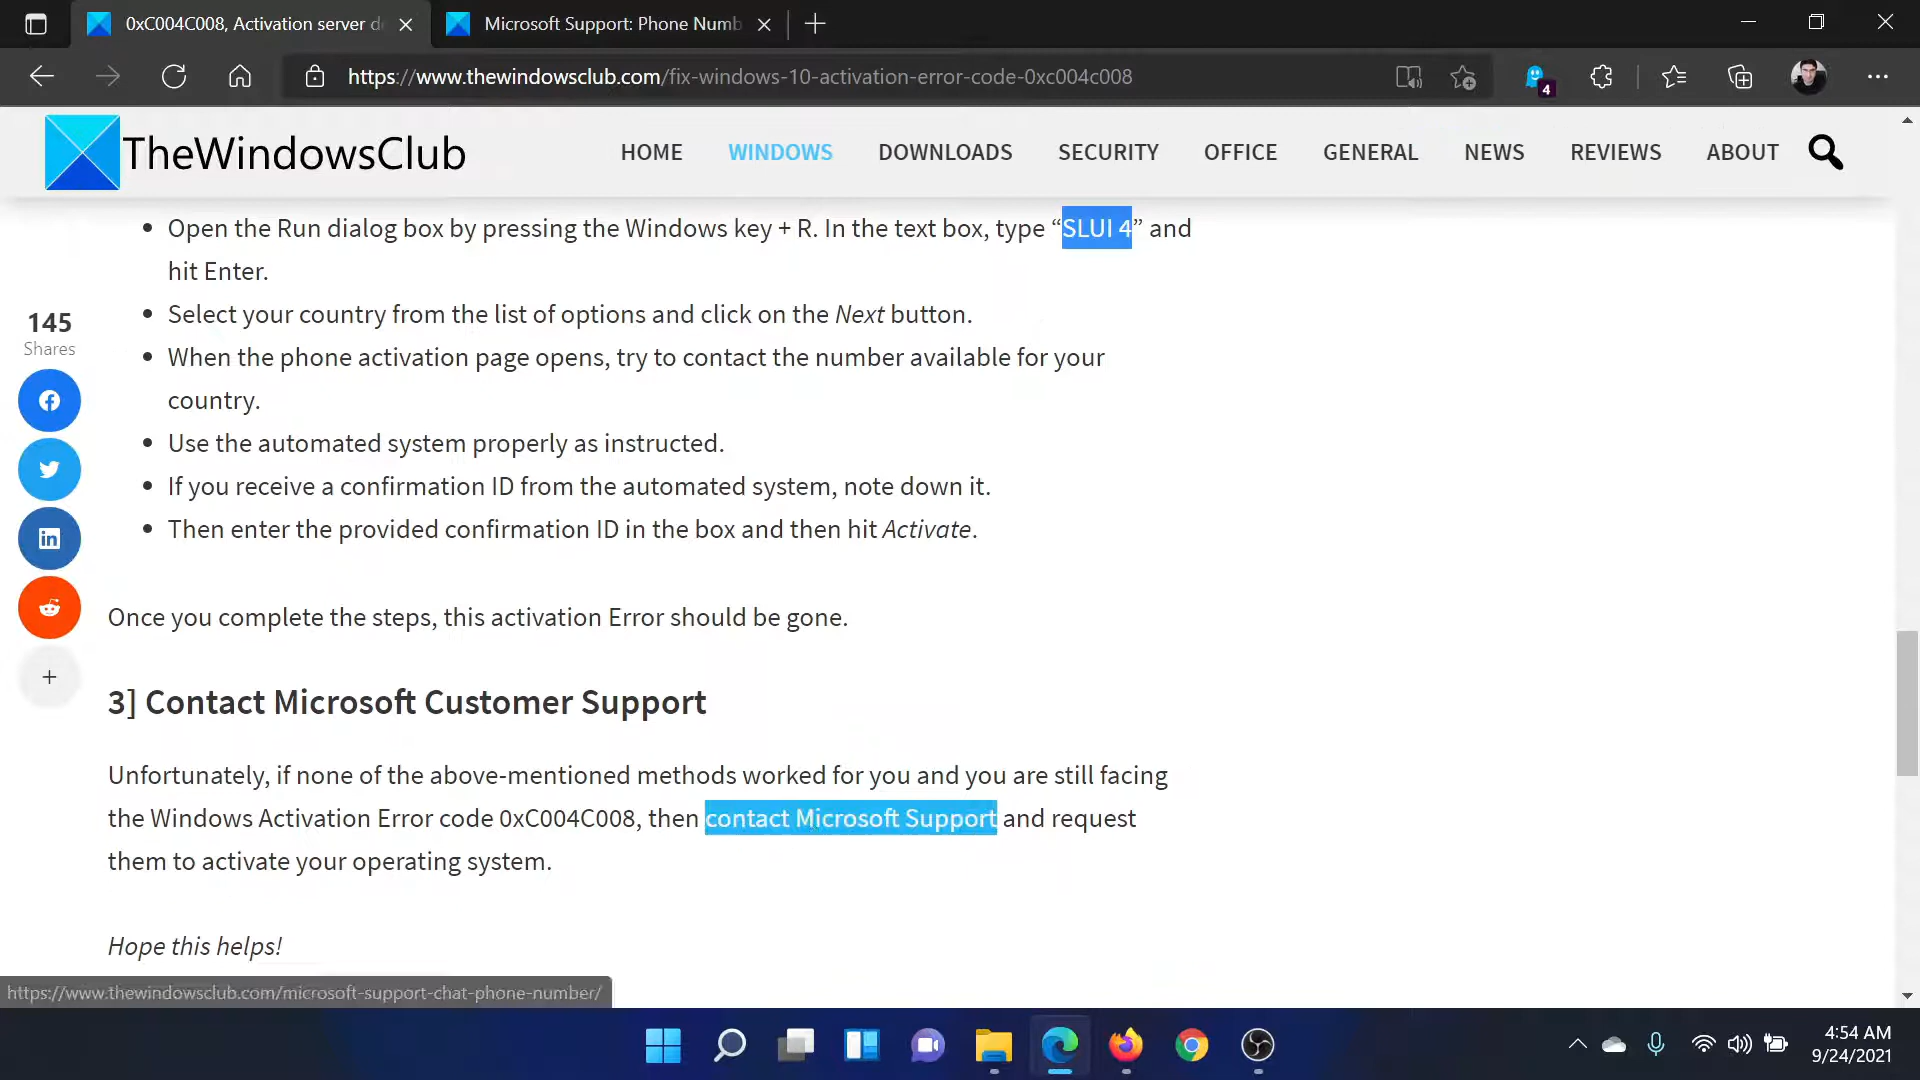 0xC004C008, Activation server de
Microsoft Support: Phone Numb
https://www.thewindowsclub.com/fix-windows-10-activation-error-code-0xc004c008
4
TheWindowsClub
HOME
WINDOWS
DOWNLOADS
SECURITY
OFFICE
GENERAL
NEWS
REVIEWS
ABOUT
• Open the Run dialog box by pressing the Windows key + R. In the text box, type “SLUI 4” and
hit Enter.
• Select your country from the list of options and click on the Next button.
• When the phone activation page opens, try to contact the number available for your
country.
• Use the automated system properly as instructed.
• If you receive a confirmation ID from the automated system, note down it.
• Then enter the provided confirmation ID in the box and then hit Activate.
145
Shares
Once you complete the steps, this activation Error should be gone.
3] Contact Microsoft Customer Support
Unfortunately, if none of the above-mentioned methods worked for you and you are still facing
the Windows Activation Error code 0xC004C008, then contact Microsoft Support and request
them to activate your operating system.
Hope this helps!
https://www.thewindowsclub.com/microsoft-support-chat-phone-number/
4:54 AM
9/24/2021